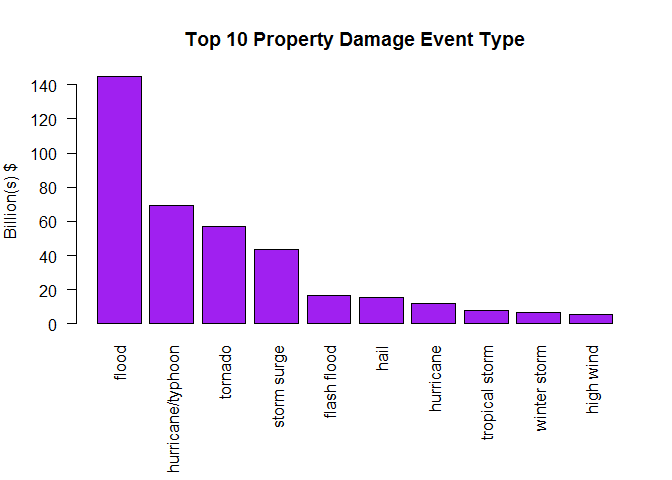 Top 10 Property Damage Event Type
Billion(s) $
140
120
100
80
60
40
20
0
flood
hurricane/typhoon
tornado
storm surge
flash flood
hail
hurricane
tropical storm
winter storm
high wind